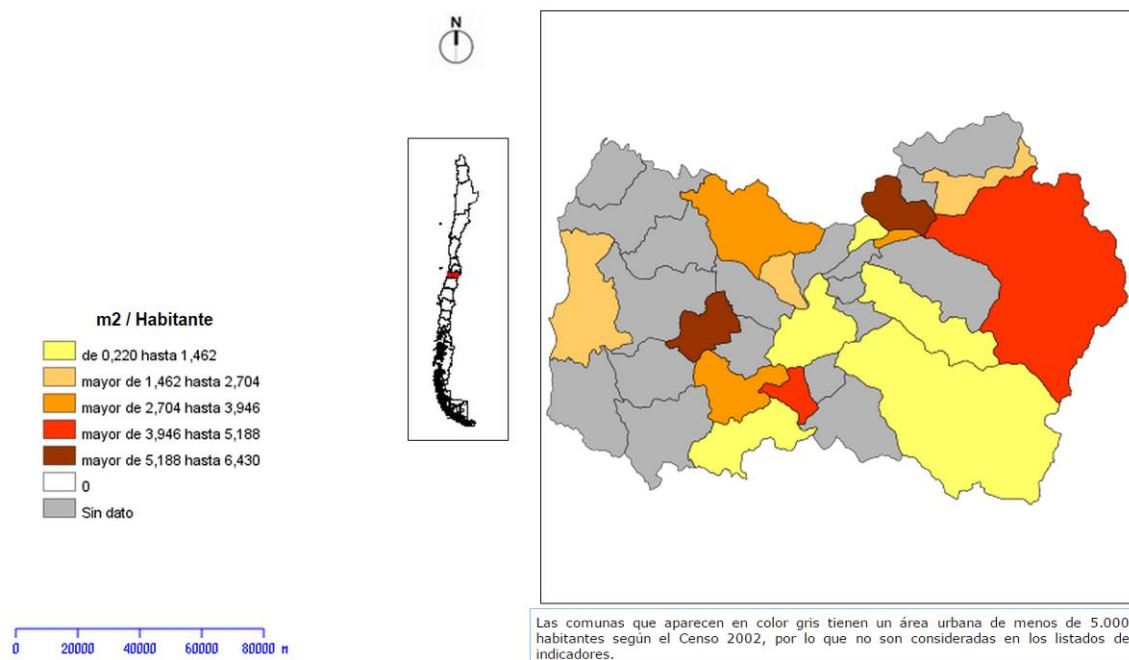 N
m2 / Habitante
de 0,220 hasta 1,462
mayor de 1,462 hasta 2,704
mayor de 2,704 hasta 3,946
mayor de 3,946 hasta 5,188
mayor de 5,188 hasta 6,430
0
Sin dato
0 20000 40000 60000 80000 m
Las comunas que aparecen en color gris tienen un área urbana de menos de 5.000
habitantes según el Censo 2002, por lo que no son consideradas en los listados de
indicadores.